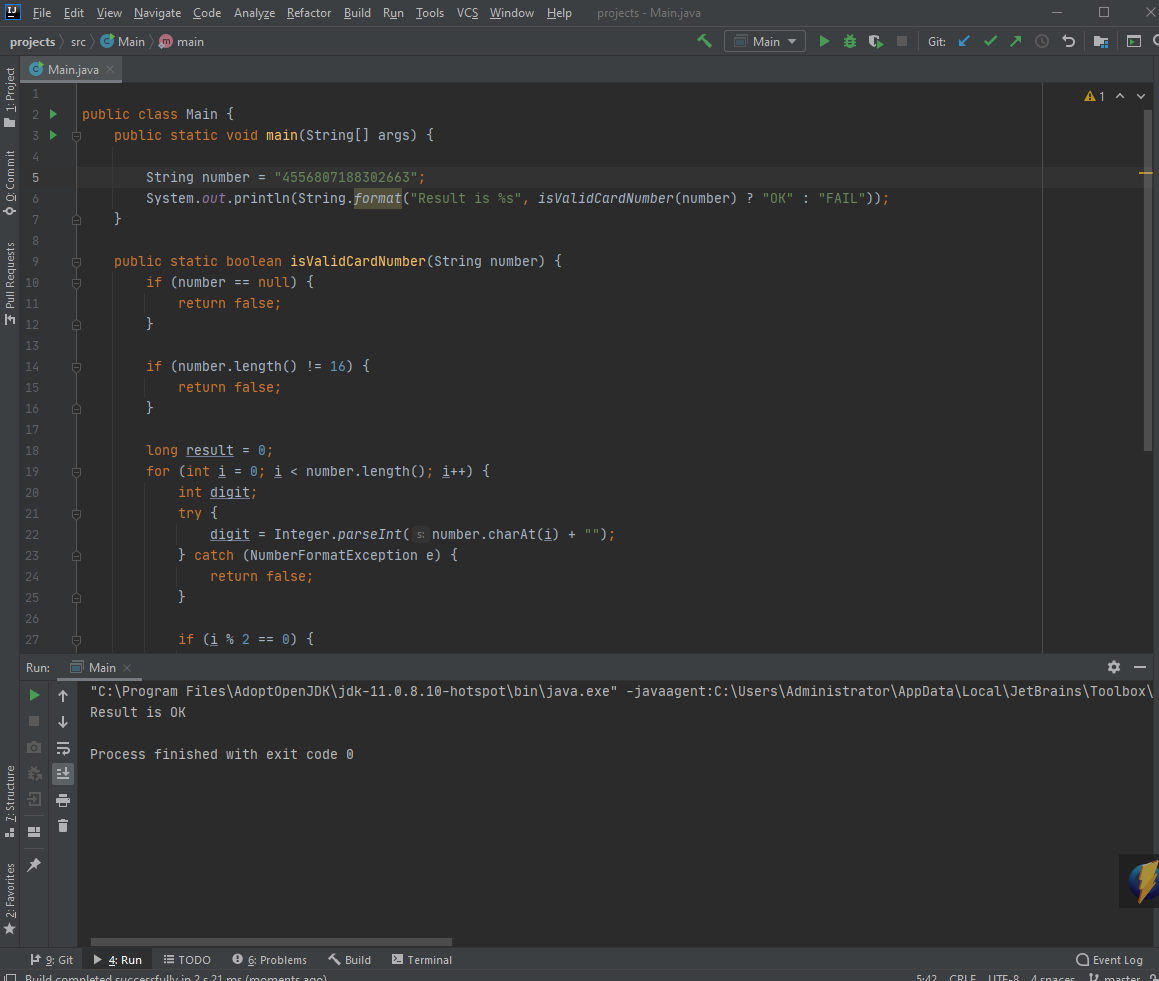 File Edit View Navigate Code Analyze Refactor Build Run Tools VCS Window Help projects - Main.java
projects src Main main Main Git:
Main.java
1: Project
0: Commit
Pull Requests
7: Structure
2: Favorites
1
2 public class Main {
3 public static void main(String[] args) {
4
5 String number = "4556807188302663";
6 System.out.println(String.format("Result is %s", isValidCardNumber(number) ? "OK" : "FAIL"));
7 }
8
9 public static boolean isValidCardNumber(String number) {
10 if (number == null) {
11 return false;
12 }
13
14 if (number.length() != 16) {
15 return false;
16 }
17
18 long result = 0;
19 for (int i = 0; i < number.length(); i++) {
20 int digit;
21 try {
22 digit = Integer.parseInt( s: number.charAt(i) + "");
23 } catch (NumberFormatException e) {
24 return false;
25 }
26
27 if (i % 2 == 0) {
1
Run: Main
"C:\Program Files\AdoptOpenJDK\jdk-11.0.8.10-hotspot\bin\java.exe" -javaagent:C:\Users\Administrator\AppData\Local\JetBrains\Toolbox\
Result is OK
Process finished with exit code 0
9: Git 4: Run TODO 6: Problems Build Terminal Event Log
Build completed successfully in 2 s 21 ms (moments ago) 5:42 CRLF UTF-8 4 spaces master